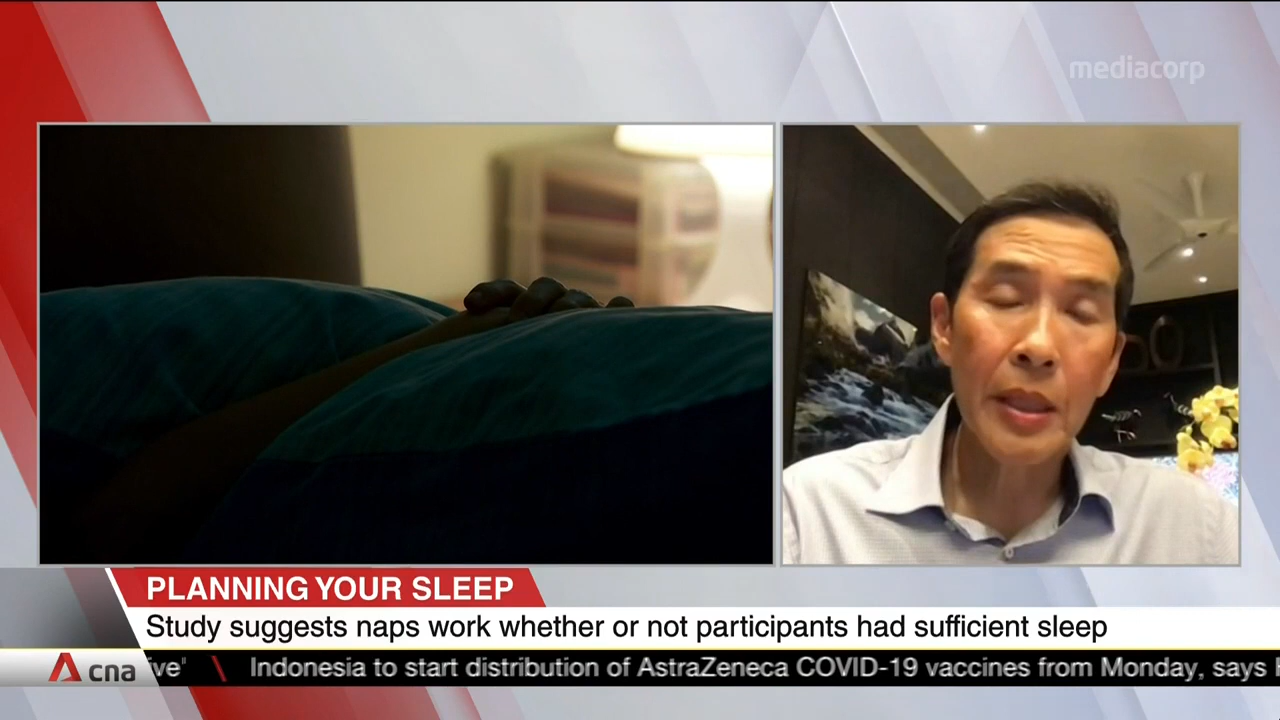 mediacorp
PLANNING YOUR SLEEP
Study suggests naps work whether or not participants had sufficient sleep
cna ive" \ Indonesia to start distribution of AstraZeneca COVID-19 vaccines from Monday, says